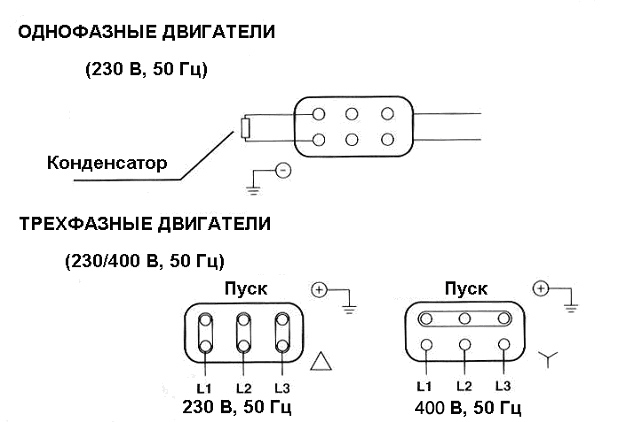 ОДНОФАЗНЫЕ ДВИГАТЕЛИ
(230 В, 50 Гц)
Конденсатор
ТРЕХФАЗНЫЕ ДВИГАТЕЛИ
(230/400 В, 50 Гц)
Пуск
Пуск
L1 L2 L3
L1 L2 L3
230 В, 50 Гц
400 В, 50 Гц